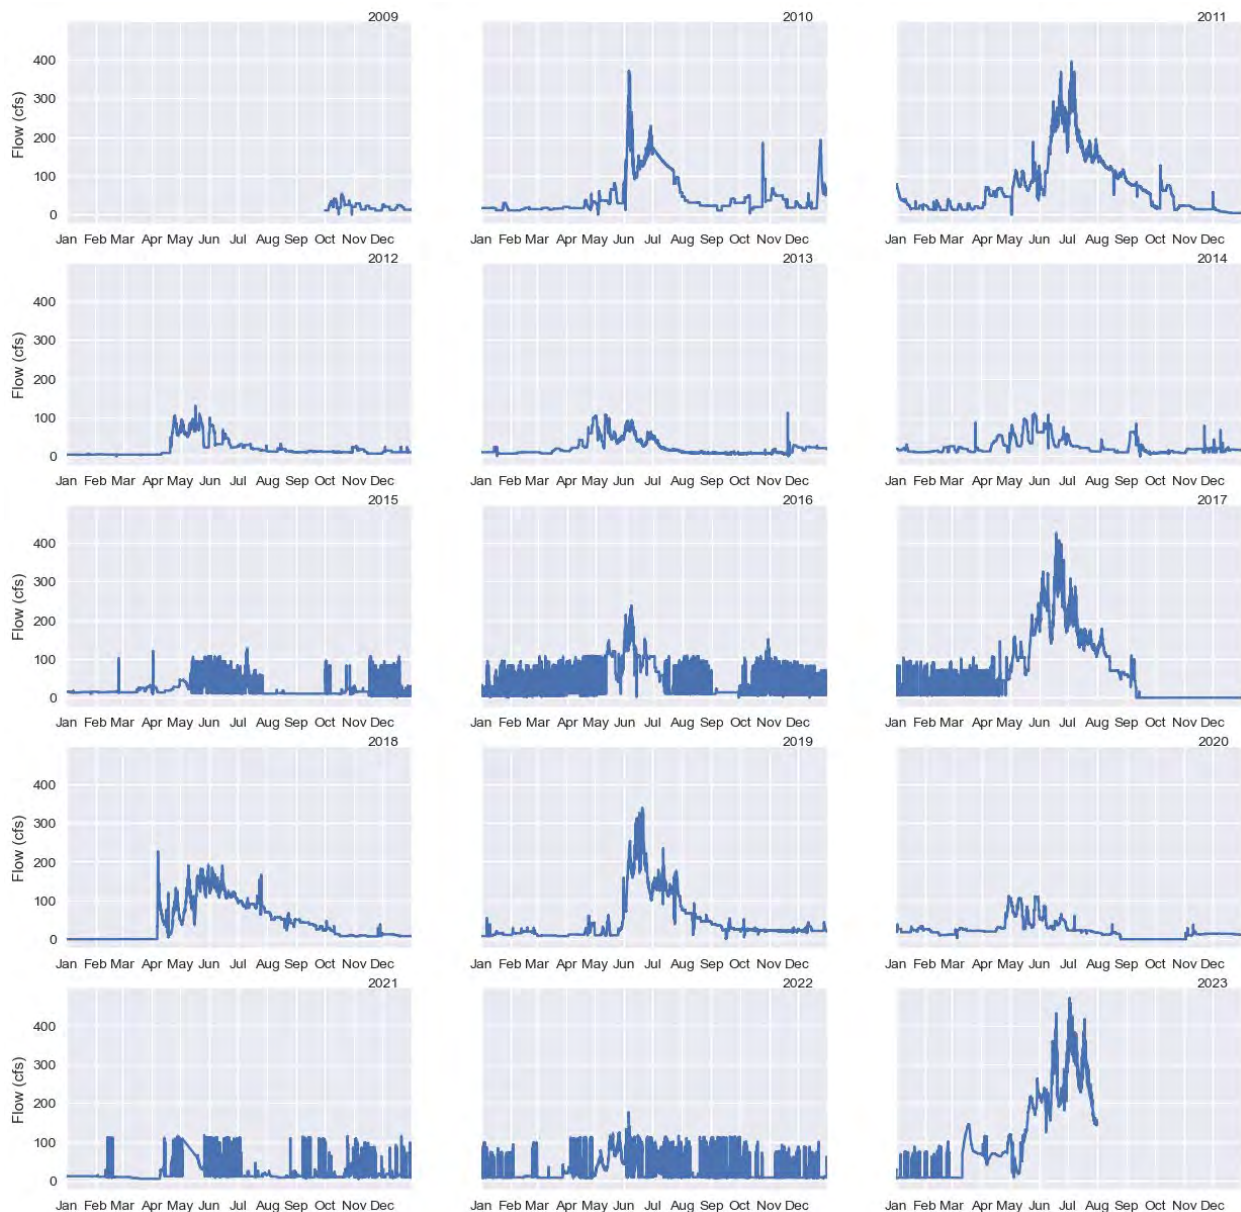 2009 2010 2011
Flow (cfs)
400
300
200
100
0
Jan Feb Mar Apr May Jun Jul Aug Sep Oct Nov Dec
Jan Feb Mar Apr May Jun Jul Aug Sep Oct Nov Dec
Jan Feb Mar Apr May Jun Jul Aug Sep Oct Nov Dec
2012 2013 2014
Flow (cfs)
400
300
200
100
0
Jan Feb Mar Apr May Jun Jul Aug Sep Oct Nov Dec
Jan Feb Mar Apr May Jun Jul Aug Sep Oct Nov Dec
Jan Feb Mar Apr May Jun Jul Aug Sep Oct Nov Dec
2015 2016 2017
Flow (cfs)
400
300
200
100
0
Jan Feb Mar Apr May Jun Jul Aug Sep Oct Nov Dec
Jan Feb Mar Apr May Jun Jul Aug Sep Oct Nov Dec
Jan Feb Mar Apr May Jun Jul Aug Sep Oct Nov Dec
2018 2019 2020
Flow (cfs)
400
300
200
100
0
Jan Feb Mar Apr May Jun Jul Aug Sep Oct Nov Dec
Jan Feb Mar Apr May Jun Jul Aug Sep Oct Nov Dec
Jan Feb Mar Apr May Jun Jul Aug Sep Oct Nov Dec
2021 2022 2023
Flow (cfs)
400
300
200
100
0
Jan Feb Mar Apr May Jun Jul Aug Sep Oct Nov Dec
Jan Feb Mar Apr May Jun Jul Aug Sep Oct Nov Dec
Jan Feb Mar Apr May Jun Jul Aug Sep Oct Nov Dec